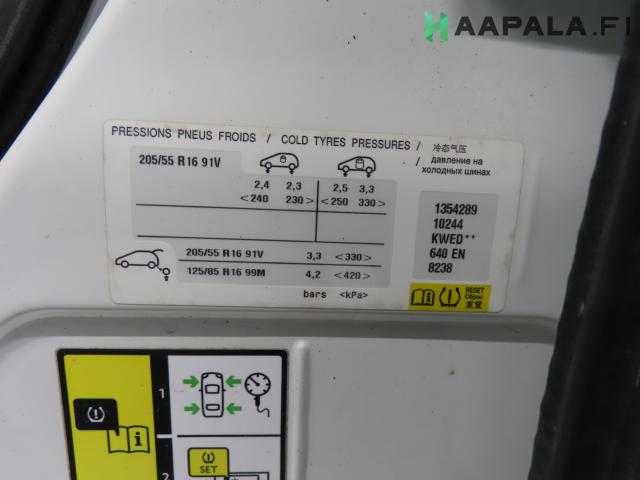 HAAPALA.FI
PRESSIONS PNEUS FROIDS / COLD TYRES PRESSURES / 冷态气压
/ давление на холодных шинах
205/55 R16 91V
2,4 2,3 2,5 3,3
<240 230> <250 330>
205/55 R16 91V 3,3 <330>
125/85 R16 99M 4,2 <420>
bars <kPa>
1354289
10244
KWED**
640 EN
8238
RESET
Сброс
重置
1
SET
2